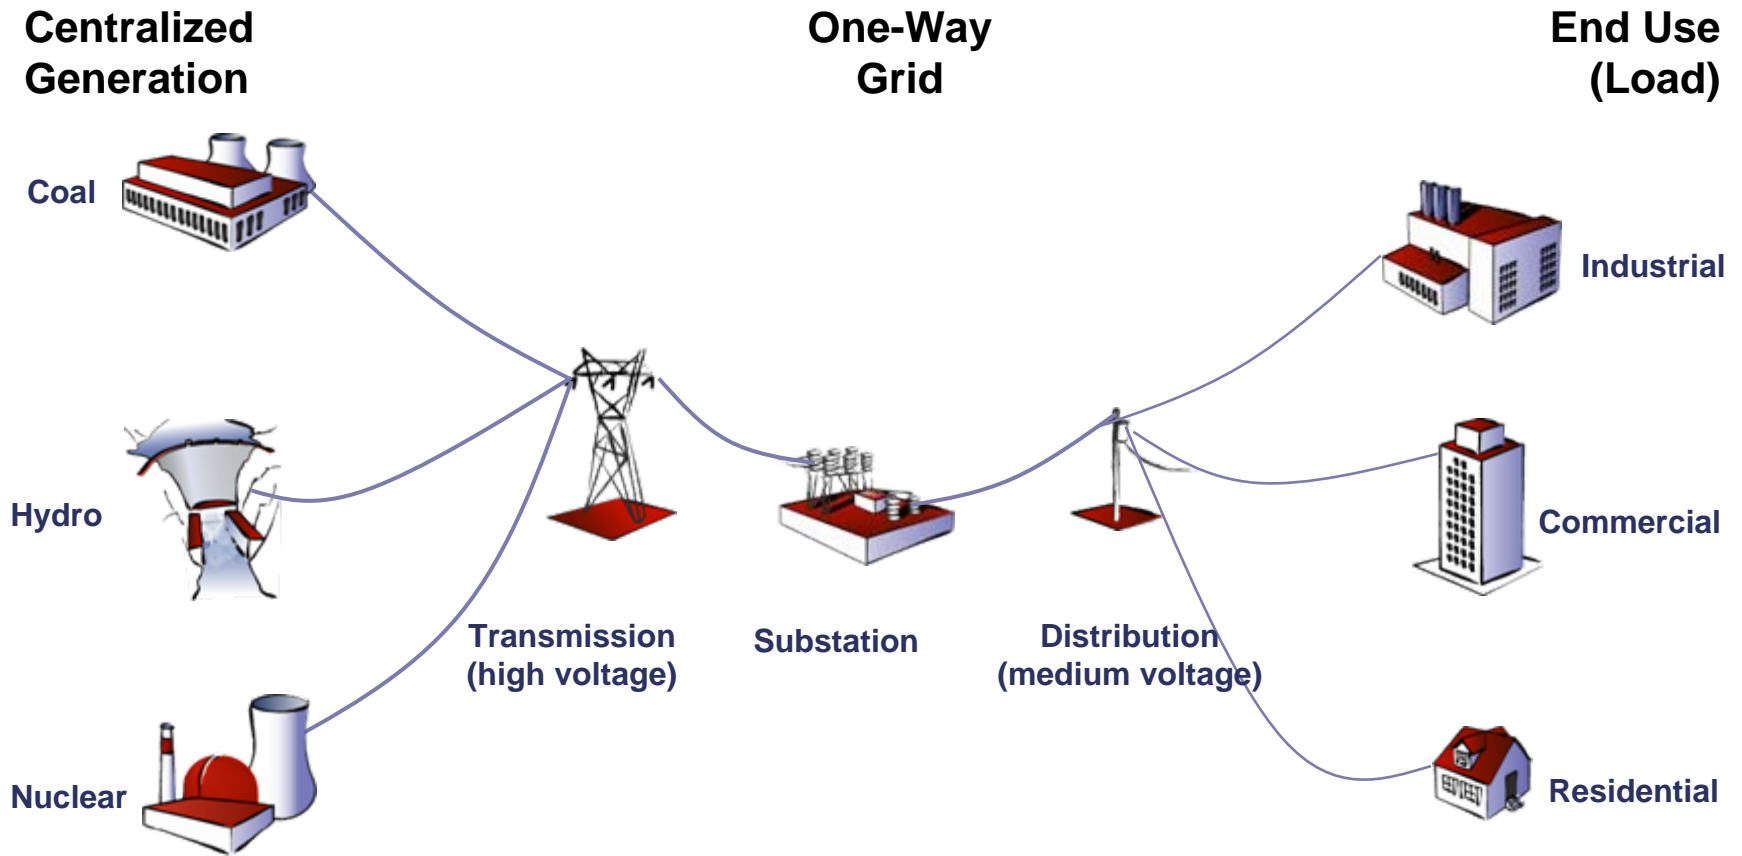 Centralized
Generation
One-Way
Grid
End Use
(Load)
Coal
Industrial
Hydro
Commercial
Transmission
(high voltage)
Substation
Distribution
(medium voltage)
Nuclear
Residential